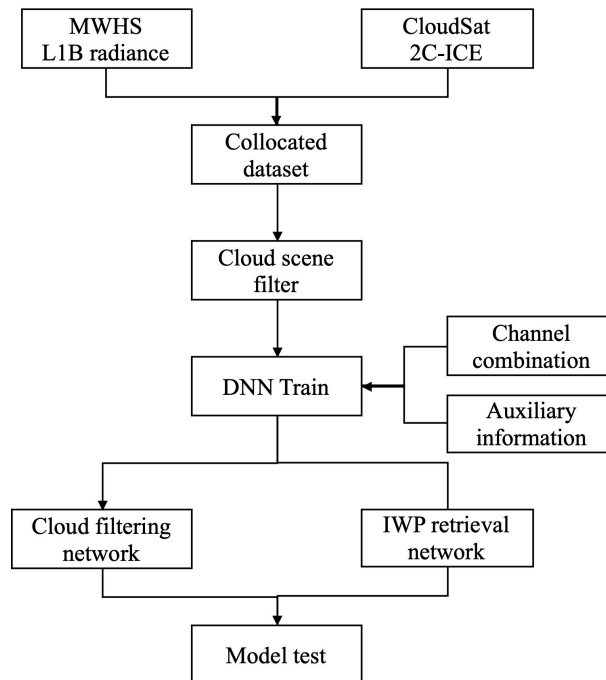 MWHS
L1B radiance
CloudSat
2C-ICE
Collocated
dataset
Cloud scene
filter
Channel
combination
DNN Train
Auxiliary
information
Cloud filtering
network
IWP retrieval
network
Model test